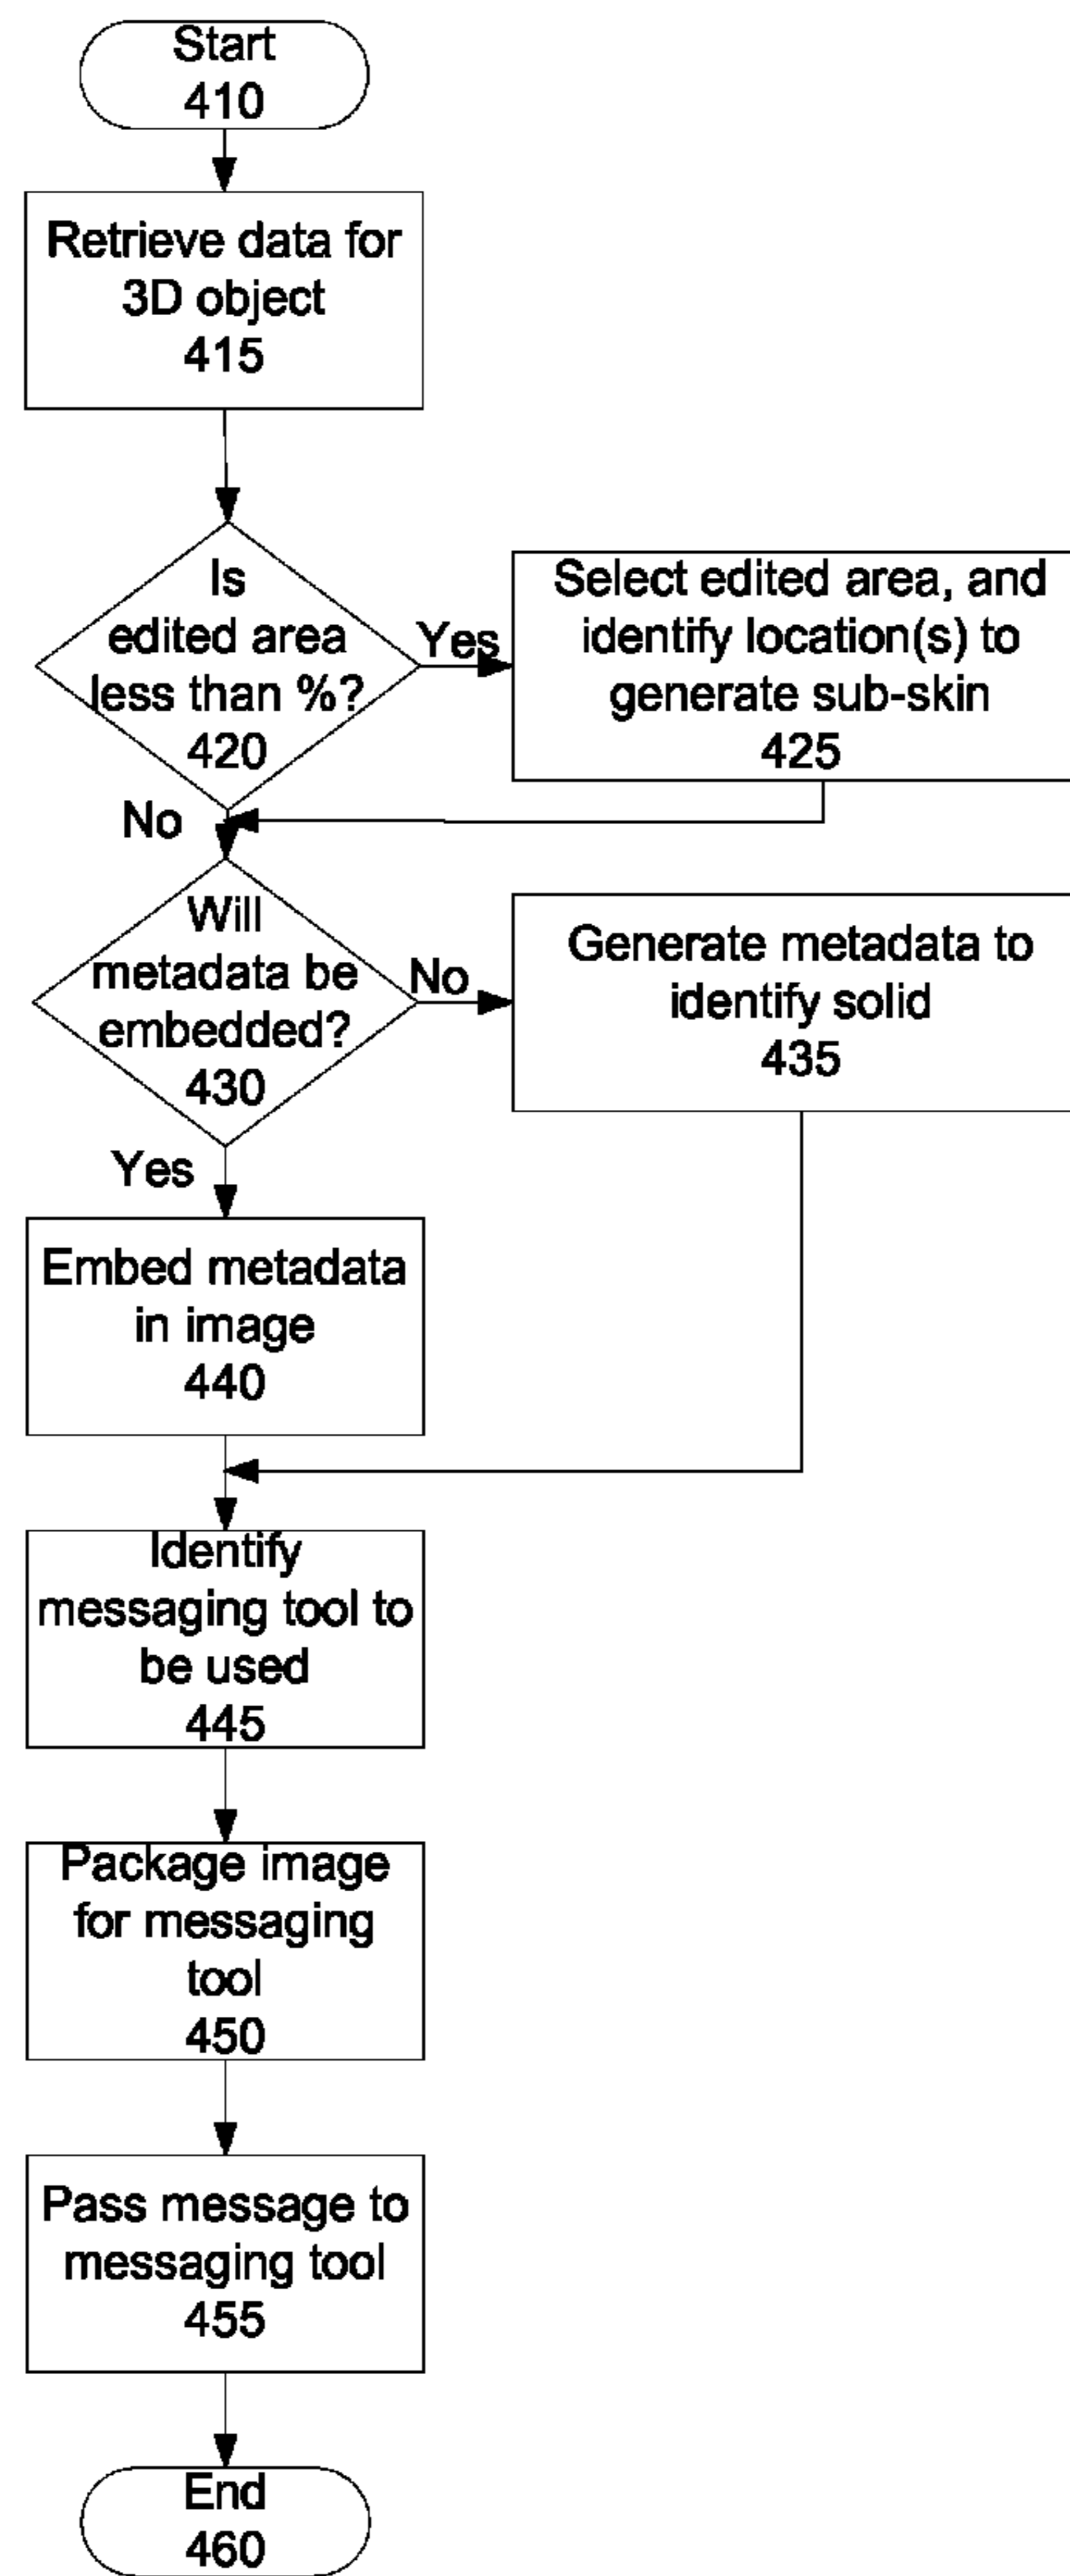 Start
410
Retrieve data for
3D object
415
Is
edited area
less than %?
420
Yes
Select edited area, and
identify location(s) to
generate sub-skin
425
No
Will
metadata be
embedded?
430
No
Generate metadata to
identify solid
435
Yes
Embed metadata
in image
440
Identify
messaging tool to
be used
445
Package image
for messaging
tool
450
Pass message to
messaging tool
455
End
460